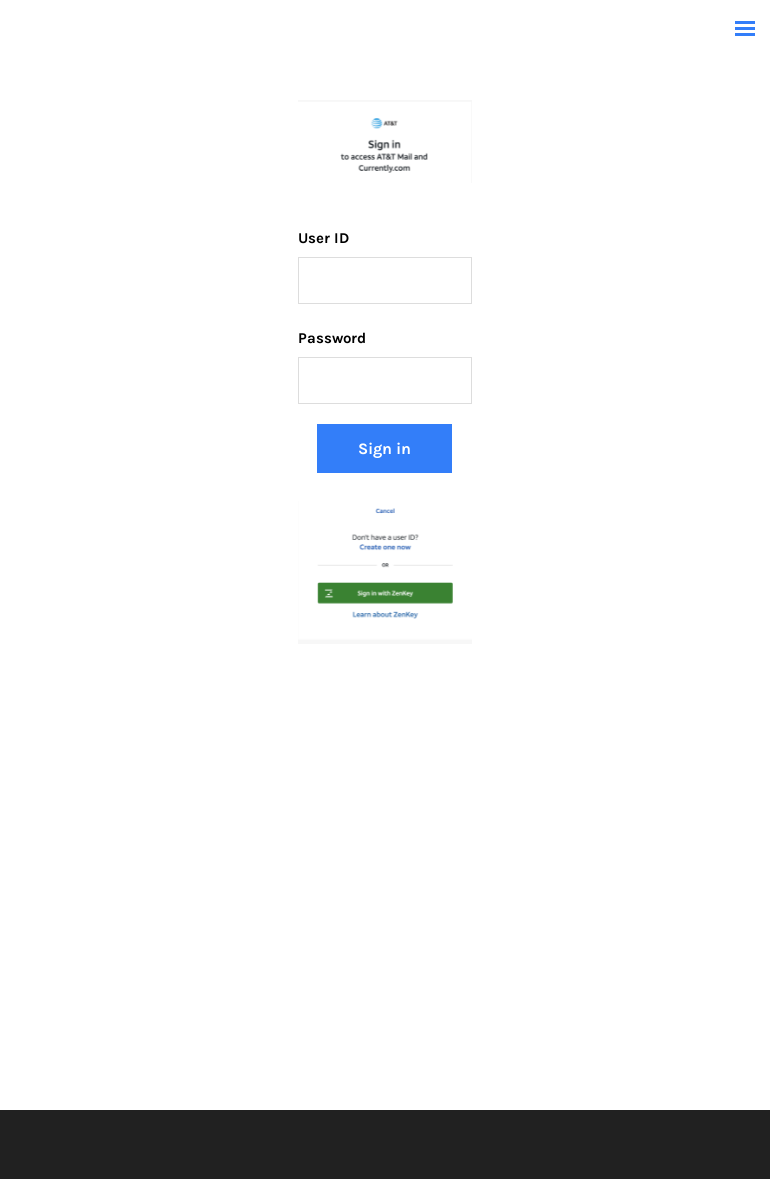 AT&T
Sign in
to access AT&T Mail and
Currently.com
User ID
Password
Sign in
Cancel
Don't have a user ID?
Create one now
OR
Sign in with ZenKey
Learn about ZenKey